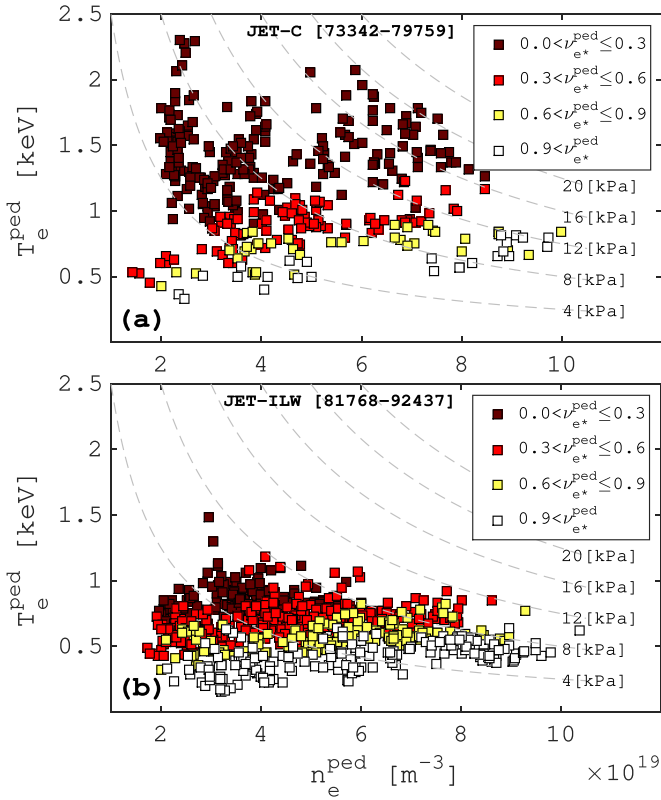 JET-C [73342-79759]
2.5
2
1.5
1
0.5
T_e^ped [keV]
0.0<ν_e*^ped≤0.3
0.3<ν_e*^ped≤0.6
0.6<ν_e*^ped≤0.9
0.9<ν_e*^ped
20[kPa]
16[kPa]
12[kPa]
8[kPa]
4[kPa]
(a)
2 4 6 8 10
JET-ILW [81768-92437]
2.5
2
1.5
1
0.5
T_e^ped [keV]
0.0<ν_e*^ped≤0.3
0.3<ν_e*^ped≤0.6
0.6<ν_e*^ped≤0.9
0.9<ν_e*^ped
20[kPa]
16[kPa]
12[kPa]
8[kPa]
4[kPa]
(b)
2 4 6 8 10
n_e^ped [m⁻³] ×10¹⁹